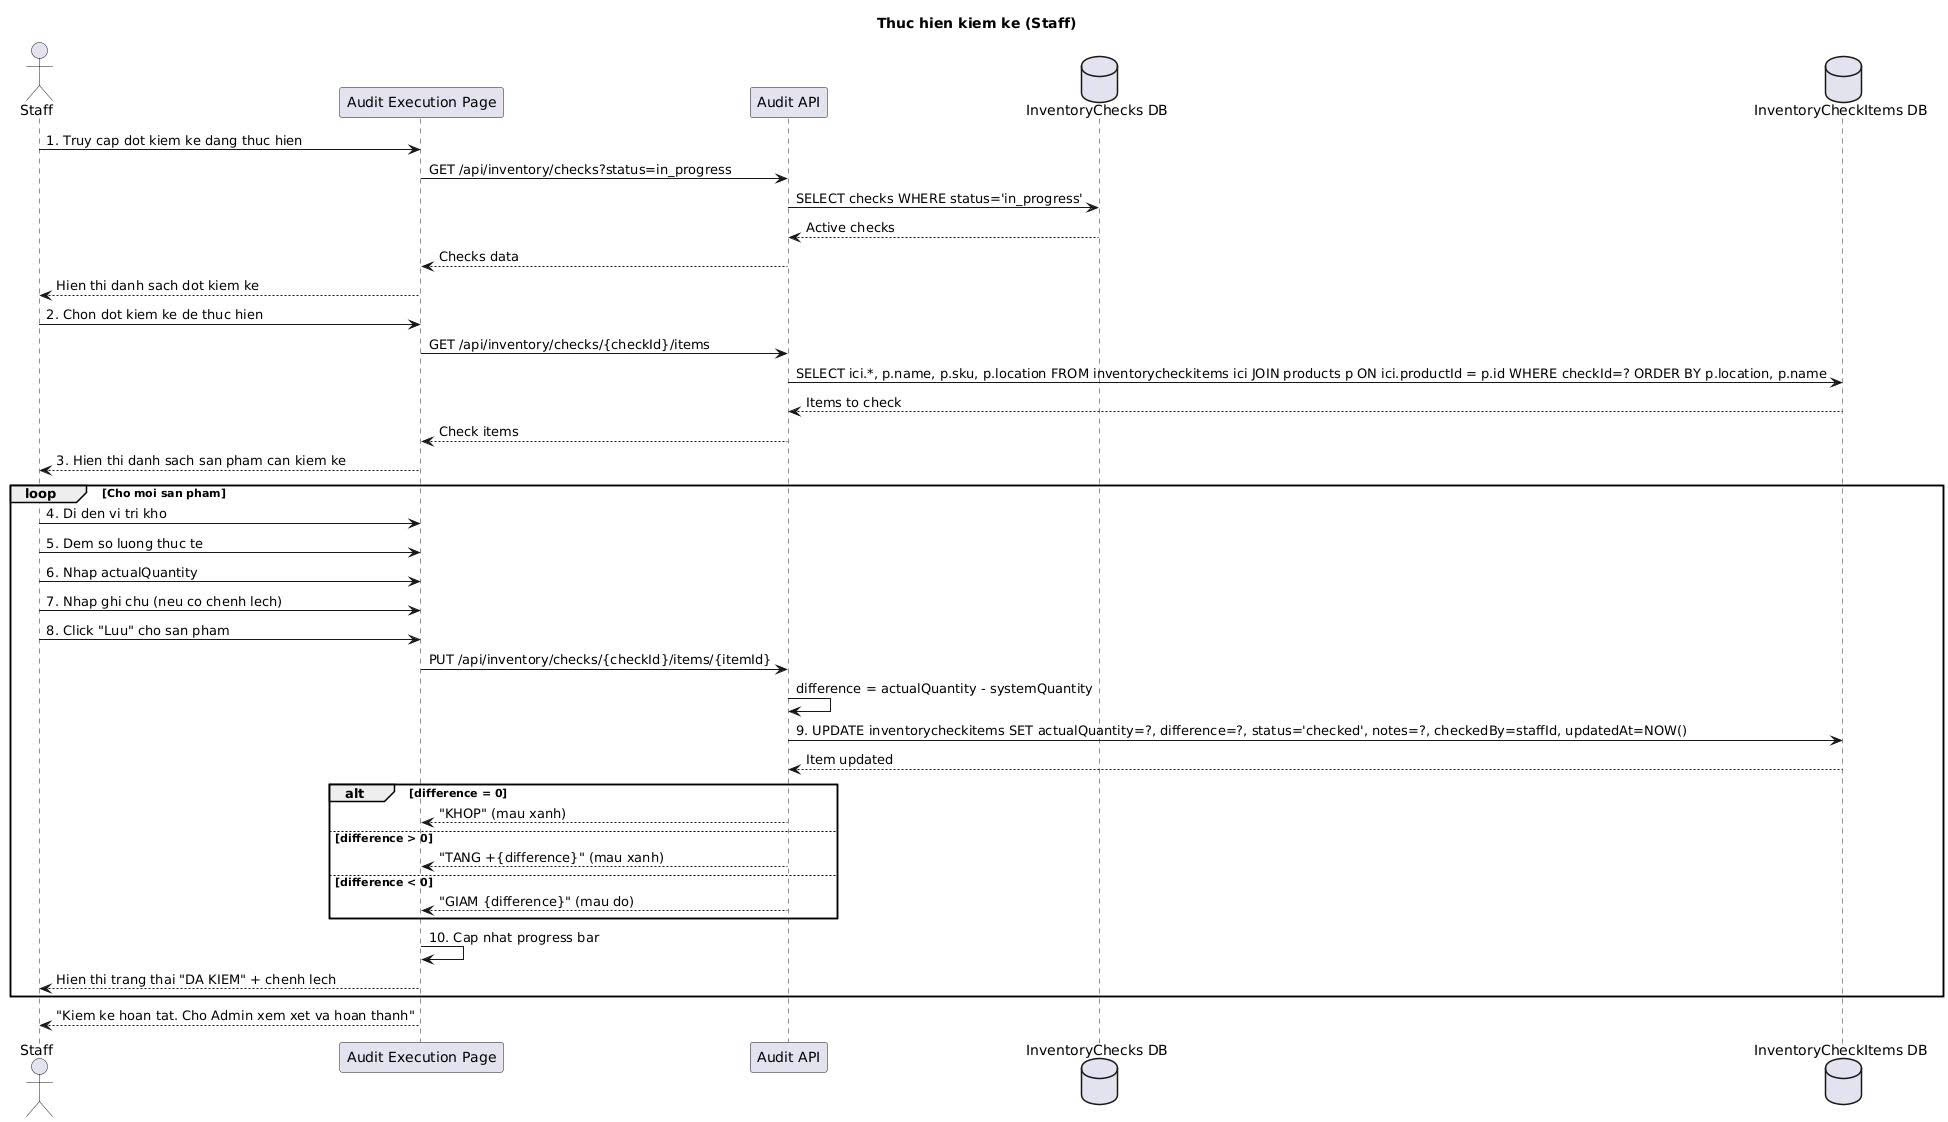 Thuc hien kiem ke (Staff)
Staff
Audit Execution Page
Audit API
InventoryChecks DB
InventoryCheckItems DB
1. Truy cap dot kiem ke dang thuc hien
GET /api/inventory/checks?status=in_progress
SELECT checks WHERE status='in_progress'
Active checks
Checks data
Hien thi danh sach dot kiem ke
2. Chon dot kiem ke de thuc hien
GET /api/inventory/checks/{checkId}/items
SELECT ici.*, p.name, p.sku, p.location FROM inventorycheckitems ici JOIN products p ON ici.productId = p.id WHERE checkId=? ORDER BY p.location, p.name
Items to check
Check items
3. Hien thi danh sach san pham can kiem ke
loop [Cho moi san pham]
4. Di den vi tri kho
5. Dem so luong thuc te
6. Nhap actualQuantity
7. Nhap ghi chu (neu co chenh lech)
8. Click "Luu" cho san pham
PUT /api/inventory/checks/{checkId}/items/{itemId}
difference = actualQuantity - systemQuantity
9. UPDATE inventorycheckitems SET actualQuantity=?, difference=?, status='checked', notes=?, checkedBy=staffId, updatedAt=NOW()
Item updated
alt [difference = 0]
"KHOP" (mau xanh)
[difference > 0]
"TANG +{difference}" (mau xanh)
[difference < 0]
"GIAM {difference}" (mau do)
10. Cap nhat progress bar
Hien thi trang thai "DA KIEM" + chenh lech
"Kiem ke hoan tat. Cho Admin xem xet va hoan thanh"
Staff
Audit Execution Page
Audit API
InventoryChecks DB
InventoryCheckItems DB